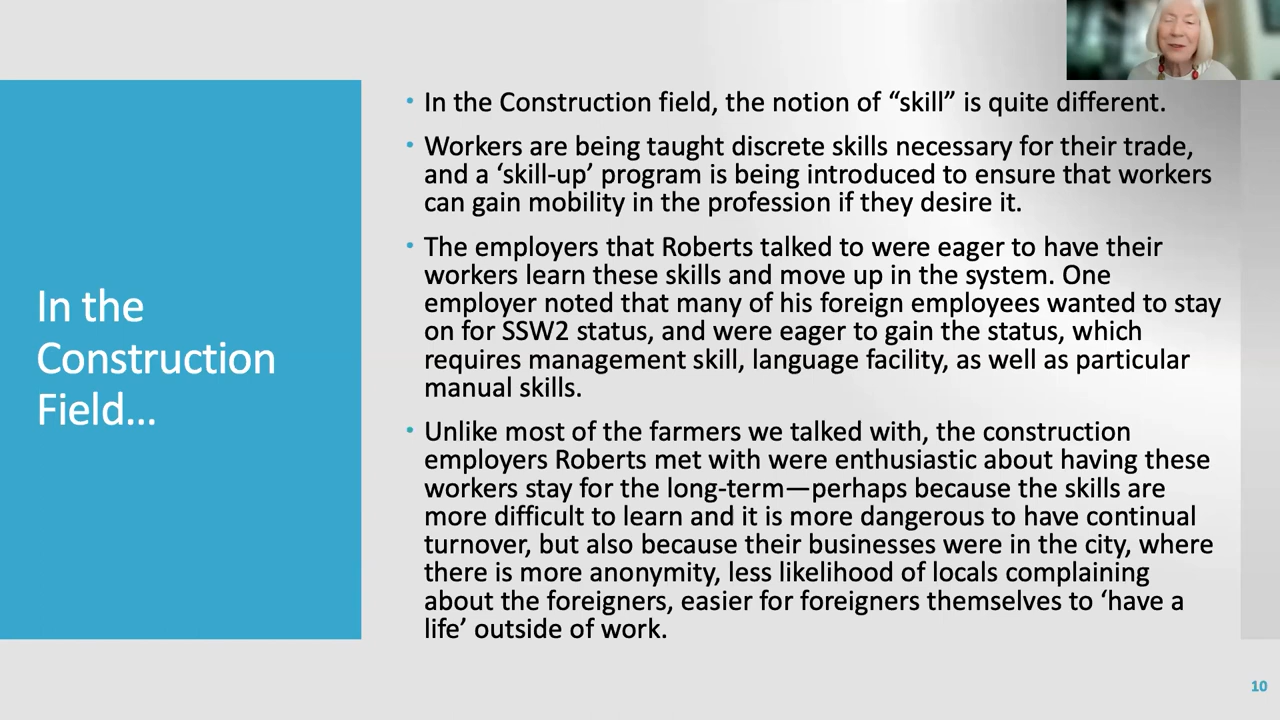 In the
Construction
Field...
• In the Construction field, the notion of “skill” is quite different.
• Workers are being taught discrete skills necessary for their trade,
and a ‘skill-up’ program is being introduced to ensure that workers
can gain mobility in the profession if they desire it.
• The employers that Roberts talked to were eager to have their
workers learn these skills and move up in the system. One
employer noted that many of his foreign employees wanted to stay
on for SSW2 status, and were eager to gain the status, which
requires management skill, language facility, as well as particular
manual skills.
• Unlike most of the farmers we talked with, the construction
employers Roberts met with were enthusiastic about having these
workers stay for the long-term—perhaps because the skills are
more difficult to learn and it is more dangerous to have continual
turnover, but also because their businesses were in the city, where
there is more anonymity, less likelihood of locals complaining
about the foreigners, easier for foreigners themselves to ‘have a
life’ outside of work.
10